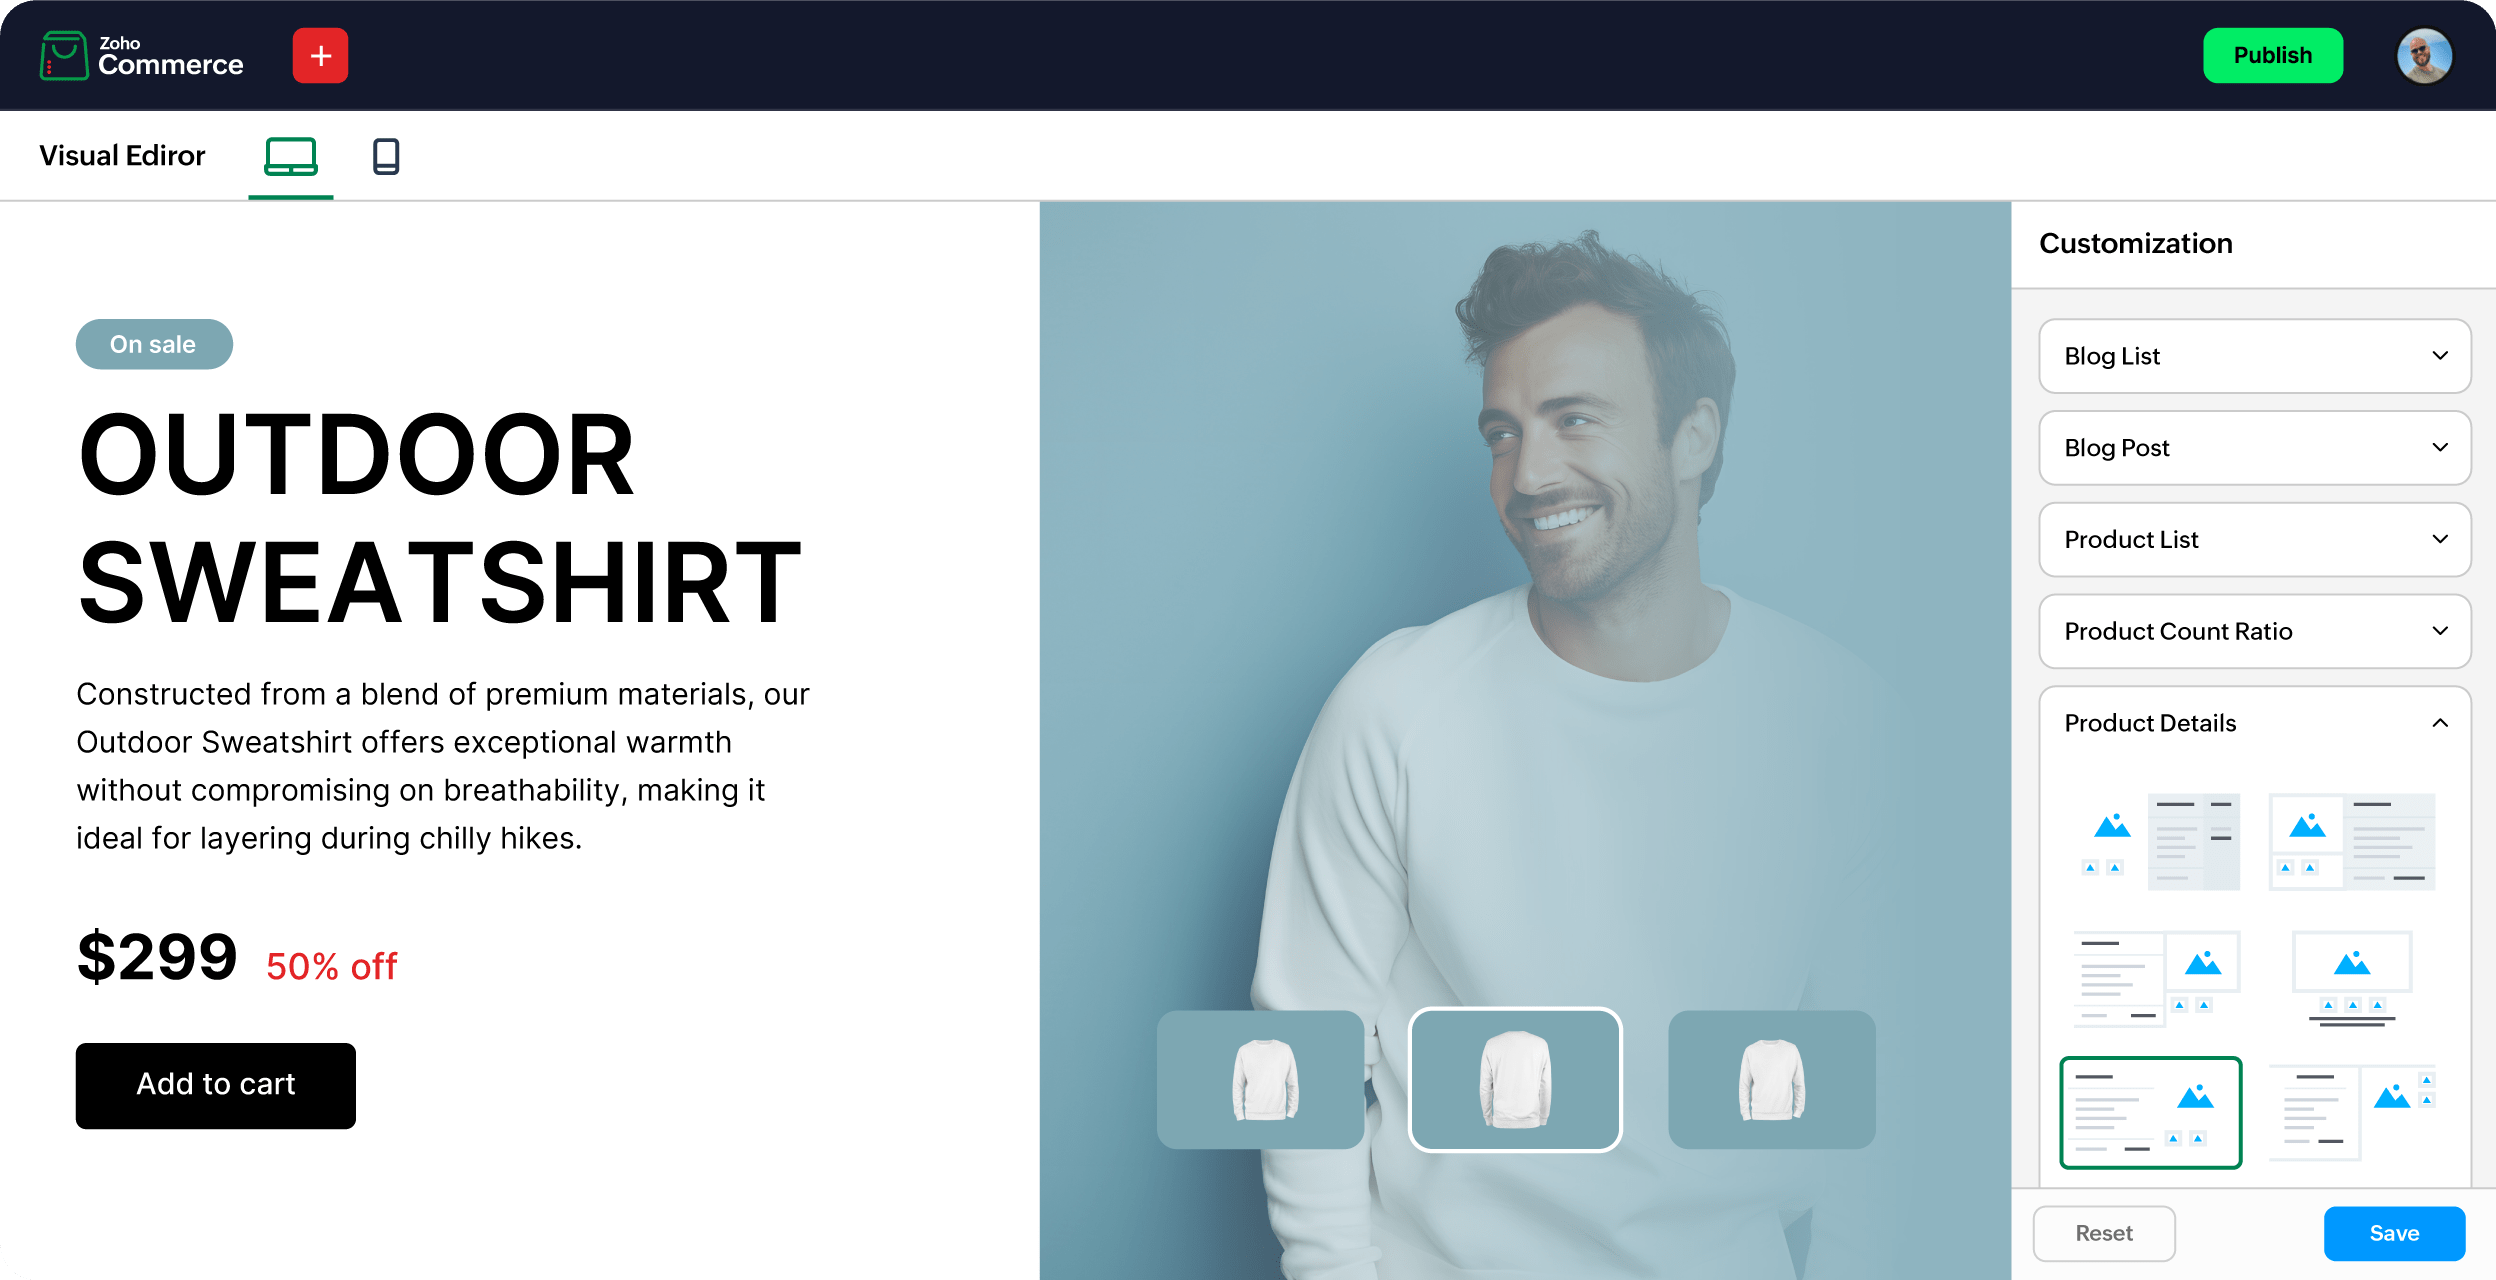 Zoho
Commerce
+
Publish
Visual Ediror
On sale
OUTDOOR
SWEATSHIRT
Constructed from a blend of premium materials, our
Outdoor Sweatshirt offers exceptional warmth
without compromising on breathability, making it
ideal for layering during chilly hikes.
$299 50% off
Add to cart
Customization
Blog List
Blog Post
Product List
Product Count Ratio
Product Details
Reset
Save